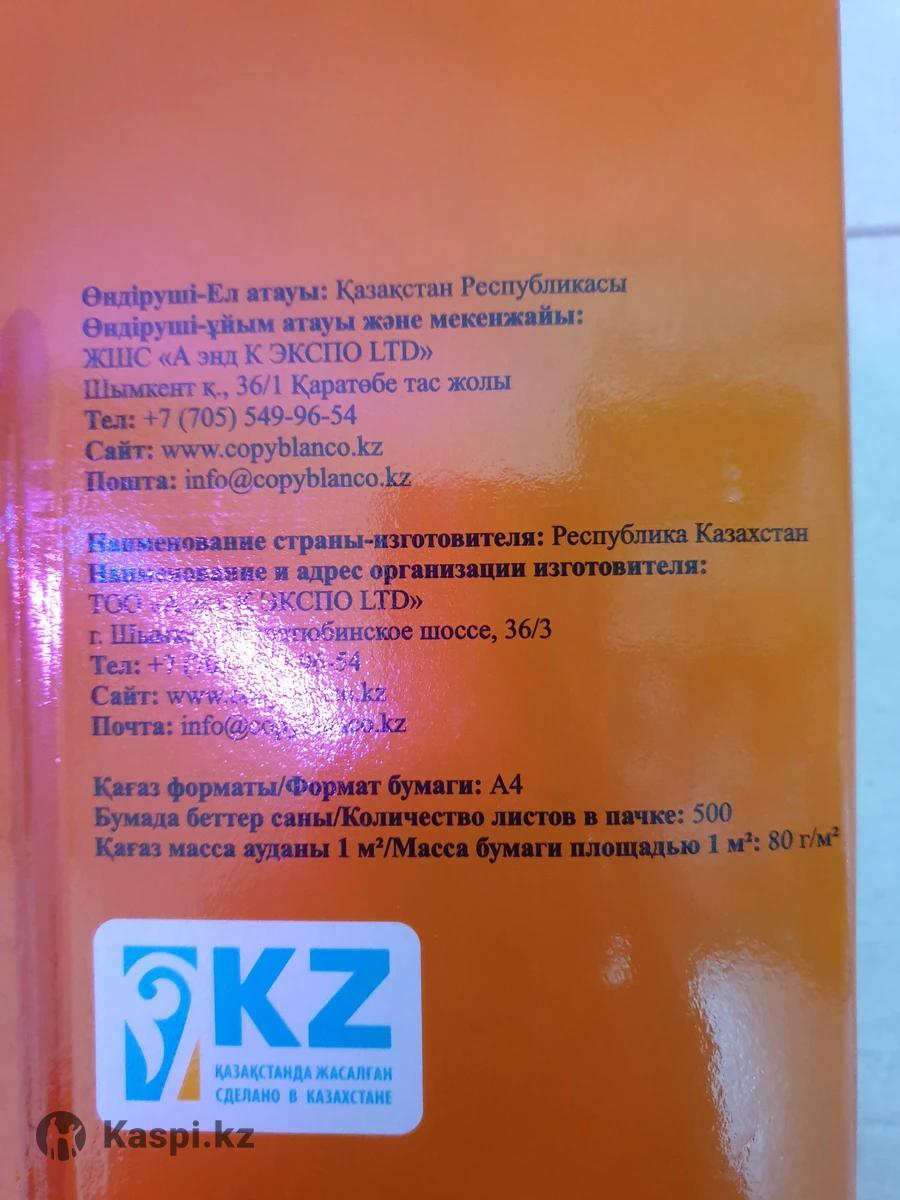 Өндіруші-Ел атауы: Қазақстан Республикасы
Өндіруші-ұйым атауы және мекенжайы:
ЖШС «А энд К ЭКСПО LTD»
Шымкент қ., 36/1 Қаратөбе тас жолы
Тел: +7 (705) 549-96-54
Сайт: www.copyblanco.kz
Пошта: info@copyblanco.kz
Наименование страны-изготовителя: Республика Казахстан
Наименование и адрес организации изготовителя:
ТОО ЭКСПО LTD»
г. шоссе, 36/3
Тел:
Сайт:
Почта:
Қағаз форматы/Формат бумаги: А4
Бумада беттер саны/Количество листов в пачке: 500
Қағаз масса ауданы 1 м²/Масса бумаги площадью 1 м²: 80 г/м²
KZ
ҚАЗАҚСТАНДА ЖАСАЛҒАН
СДЕЛАНО В КАЗАХСТАНЕ
Kaspi.kz